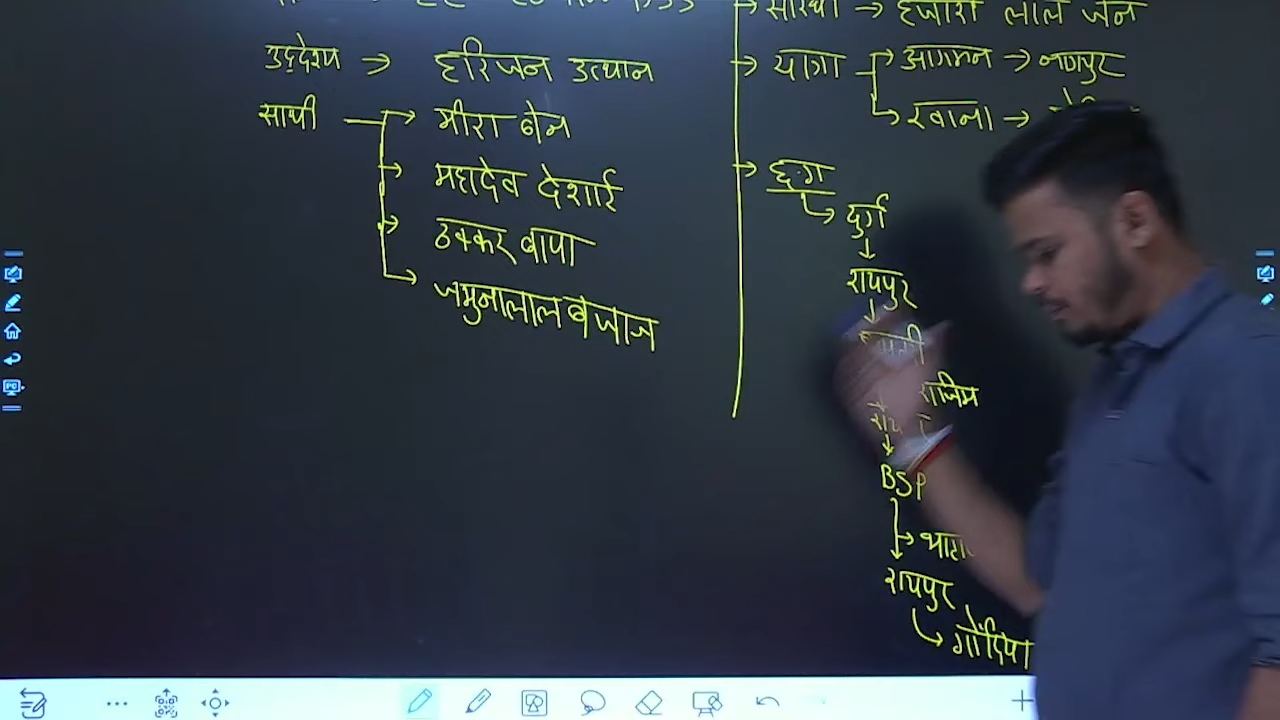 उद्देश्य → हरिजन उत्थान
साथी → मीरा बेन
→ महादेव देसाई
→ ठक्कर बापा
→ जमुनालाल बजाज
→ सारथी → हजारी लाल जैन
→ यात्रा → आगमन → नागपुर
→ रवाना →
→ छ.ग
→ दुर्ग
↓
रायपुर
↓
राजिम
↓
BSP
→ भाटा
↓
रायपुर
→ गोंदिया